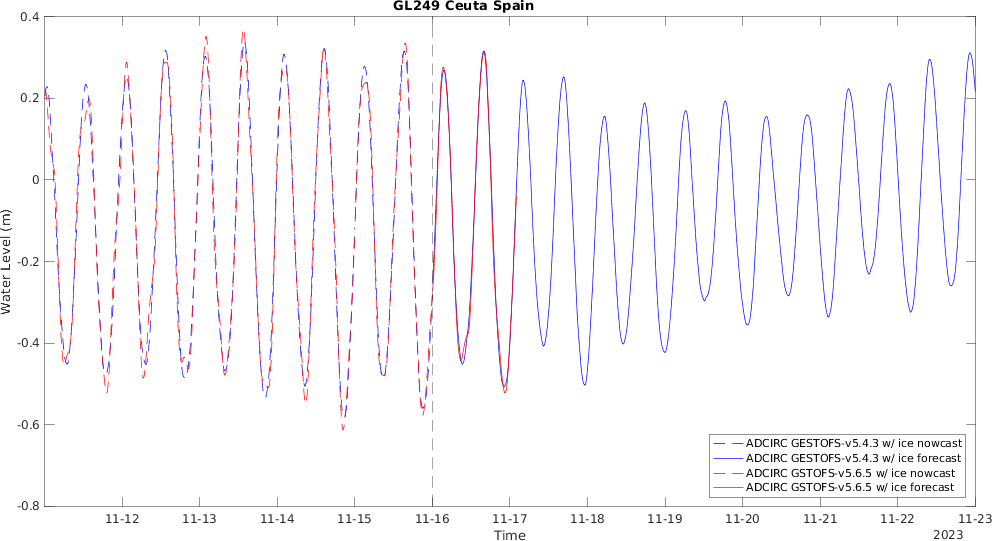 GL249 Ceuta Spain
0.4
0.2
0
-0.2
-0.4
-0.6
-0.8
Water Level (m)
ADCIRC GESTOFS-v5.4.3 w/ ice nowcast
ADCIRC GESTOFS-v5.4.3 w/ ice forecast
ADCIRC GSTOFS-v5.6.5 w/ ice nowcast
ADCIRC GSTOFS-v5.6.5 w/ ice forecast
11-12 11-13 11-14 11-15 11-16 11-17 11-18 11-19 11-20 11-21 11-22 11-23
Time
2023